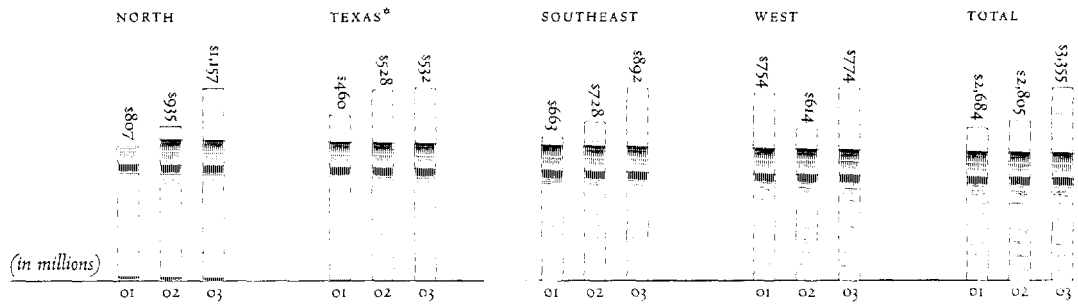 NORTH TEXAS* SOUTHEAST WEST TOTAL
$807 $935 $1,157 $460 $528 $532 $663 $728 $892 $754 $614 $774 $2,684 $2,805 $3,355
(in millions)
01 02 03 01 02 03 01 02 03 01 02 03 01 02 03